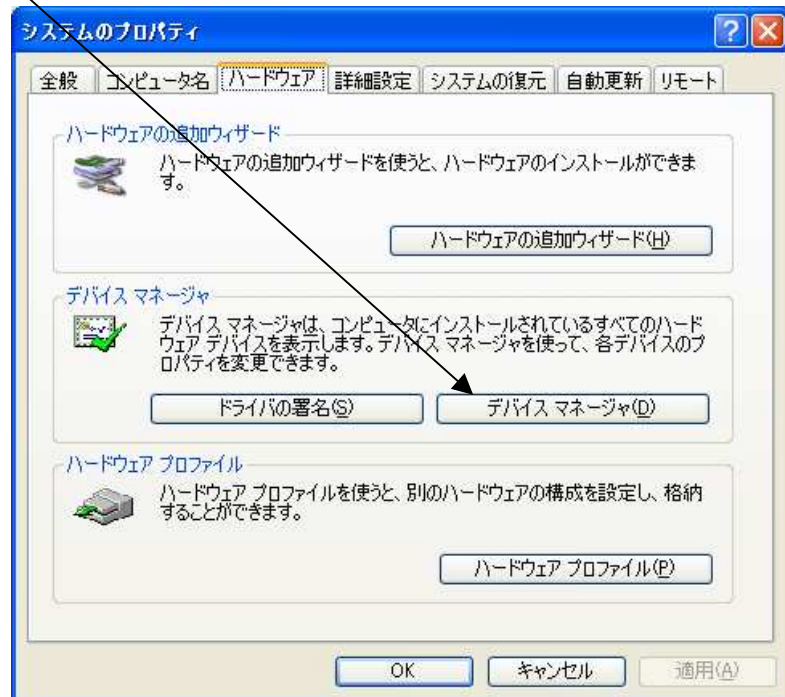 システムのプロパティ
全般 コンピュータ名 ハードウェア 詳細設定 システムの復元 自動更新 リモート
ハードウェアの追加ウィザード
ハードウェアの追加ウィザードを使うと、ハードウェアのインストールができま
す。
ハードウェアの追加ウィザード(H)
デバイス マネージャ
デバイス マネージャは、コンピュータにインストールされているすべてのハード
ウェア デバイスを表示します。デバイス マネージャを使って、各デバイスのプ
ロパティを変更できます。
ドライバの署名(S) デバイス マネージャ(D)
ハードウェア プロファイル
ハードウェア プロファイルを使うと、別のハードウェアの構成を設定し、格納
することができます。
ハードウェア プロファイル(P)
OK キャンセル 適用(A)